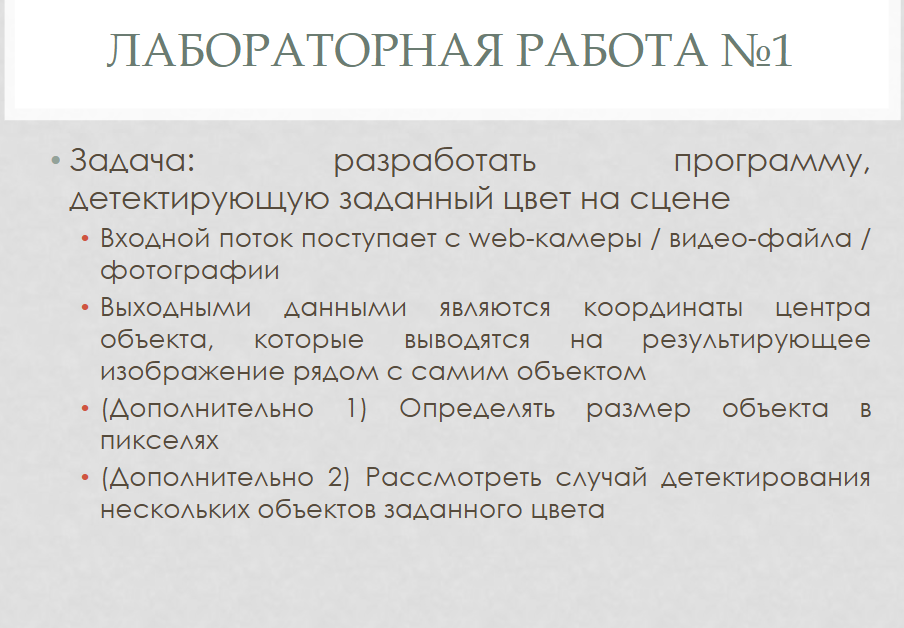 ЛАБОРАТОРНАЯ РАБОТА №1
• Задача: разработать программу,
детектирующую заданный цвет на сцене
• Входной поток поступает с web-камеры / видео-файла /
фотографии
• Выходными данными являются координаты центра
объекта, которые выводятся на результирующее
изображение рядом с самим объектом
• (Дополнительно 1) Определять размер объекта в
пикселях
• (Дополнительно 2) Рассмотреть случай детектирования
нескольких объектов заданного цвета